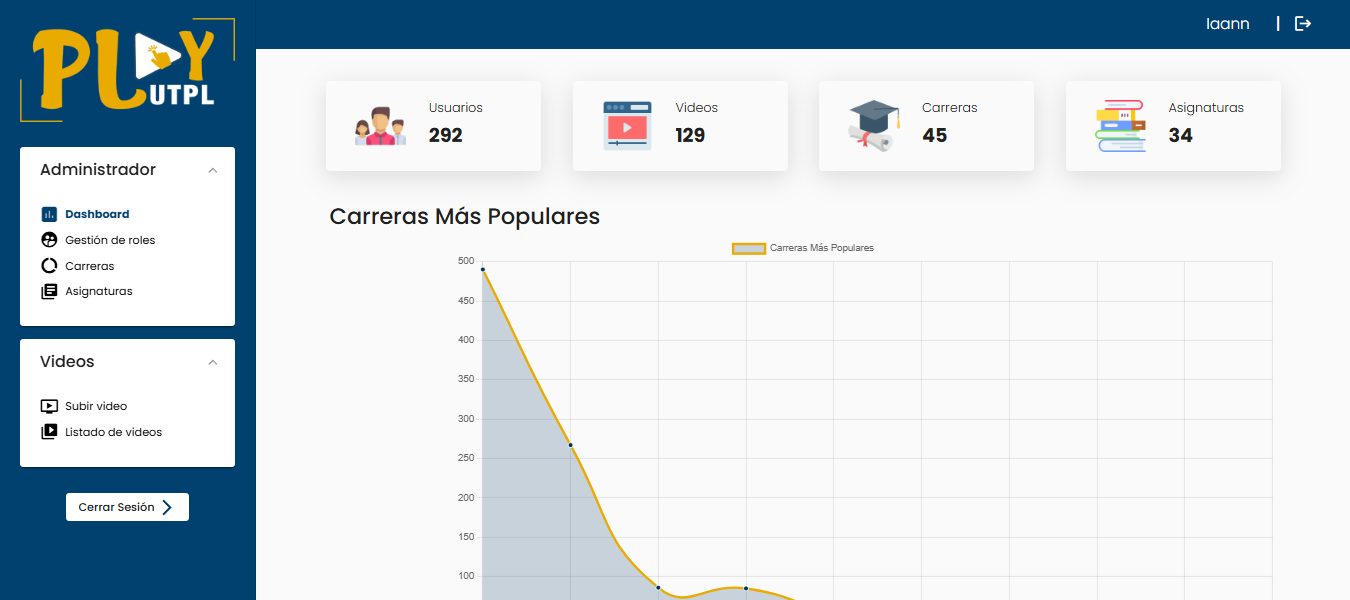 Iaann
PLAY
UTPL
Administrador
Dashboard
Gestión de roles
Carreras
Asignaturas
Videos
Subir video
Listado de videos
Cerrar Sesión
Usuarios
292
Videos
129
Carreras
45
Asignaturas
34
Carreras Más Populares
Carreras Más Populares
500
450
400
350
300
250
200
150
100